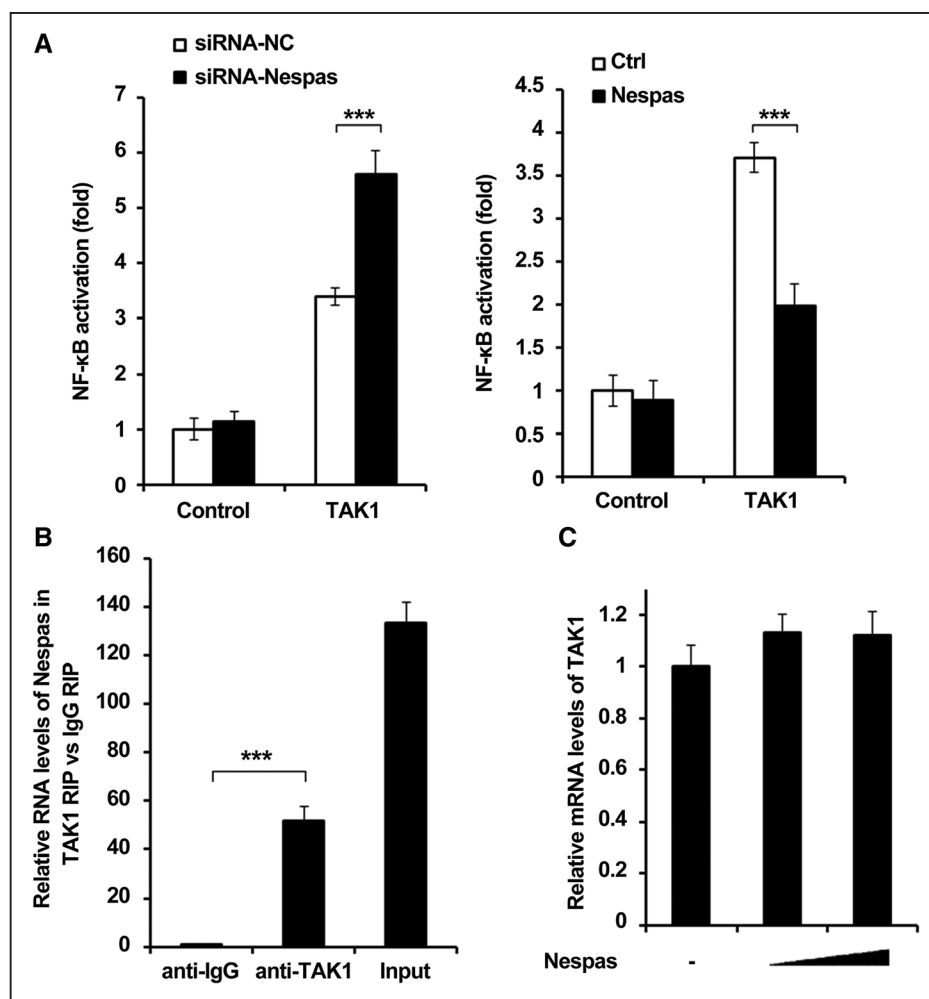 A
siRNA-NC
siRNA-Nespas
NF-κB activation (fold)
7
6
5
4
3
2
1
0
***
Control
TAK1
Ctrl
Nespas
NF-κB activation (fold)
4.5
4
3.5
3
2.5
2
1.5
1
0.5
0
***
Control
TAK1
B
Relative RNA levels of Nespas in
TAK1 RIP vs IgG RIP
160
140
120
100
80
60
40
20
0
***
anti-IgG
anti-TAK1
Input
C
Relative mRNA levels of TAK1
1.2
1
0.8
0.6
0.4
0.2
0
Nespas
-